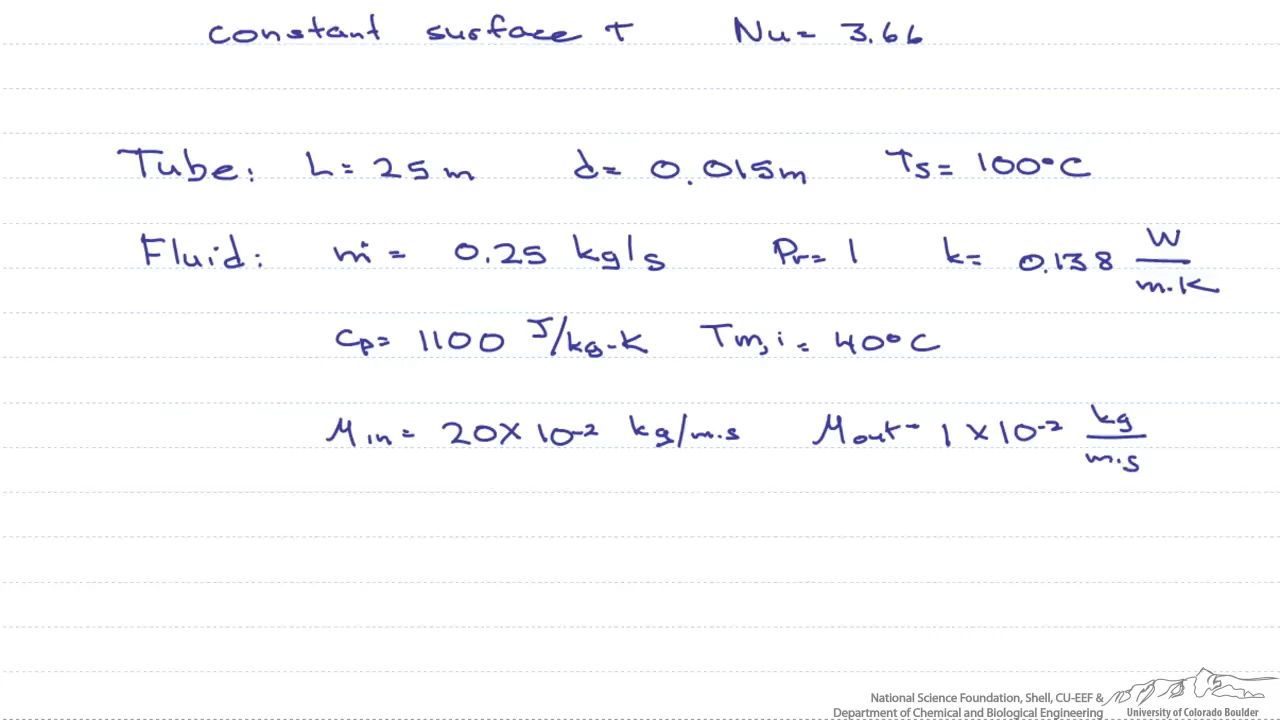 constant surface T Nu= 3.66
Tube: L= 25 m d= 0.015m Ts= 100°C
Fluid: ṁ = 0.25 kg/s Pr= 1 k= 0.138 W/m.K
Cp= 1100 J/kg-K Tm,i = 40°C
μin= 20×10-2 kg/m.s μout= 1×10-2 kg/m.s
National Science Foundation, Shell, CU-EEF &
Department of Chemical and Biological Engineering University of Colorado Boulder